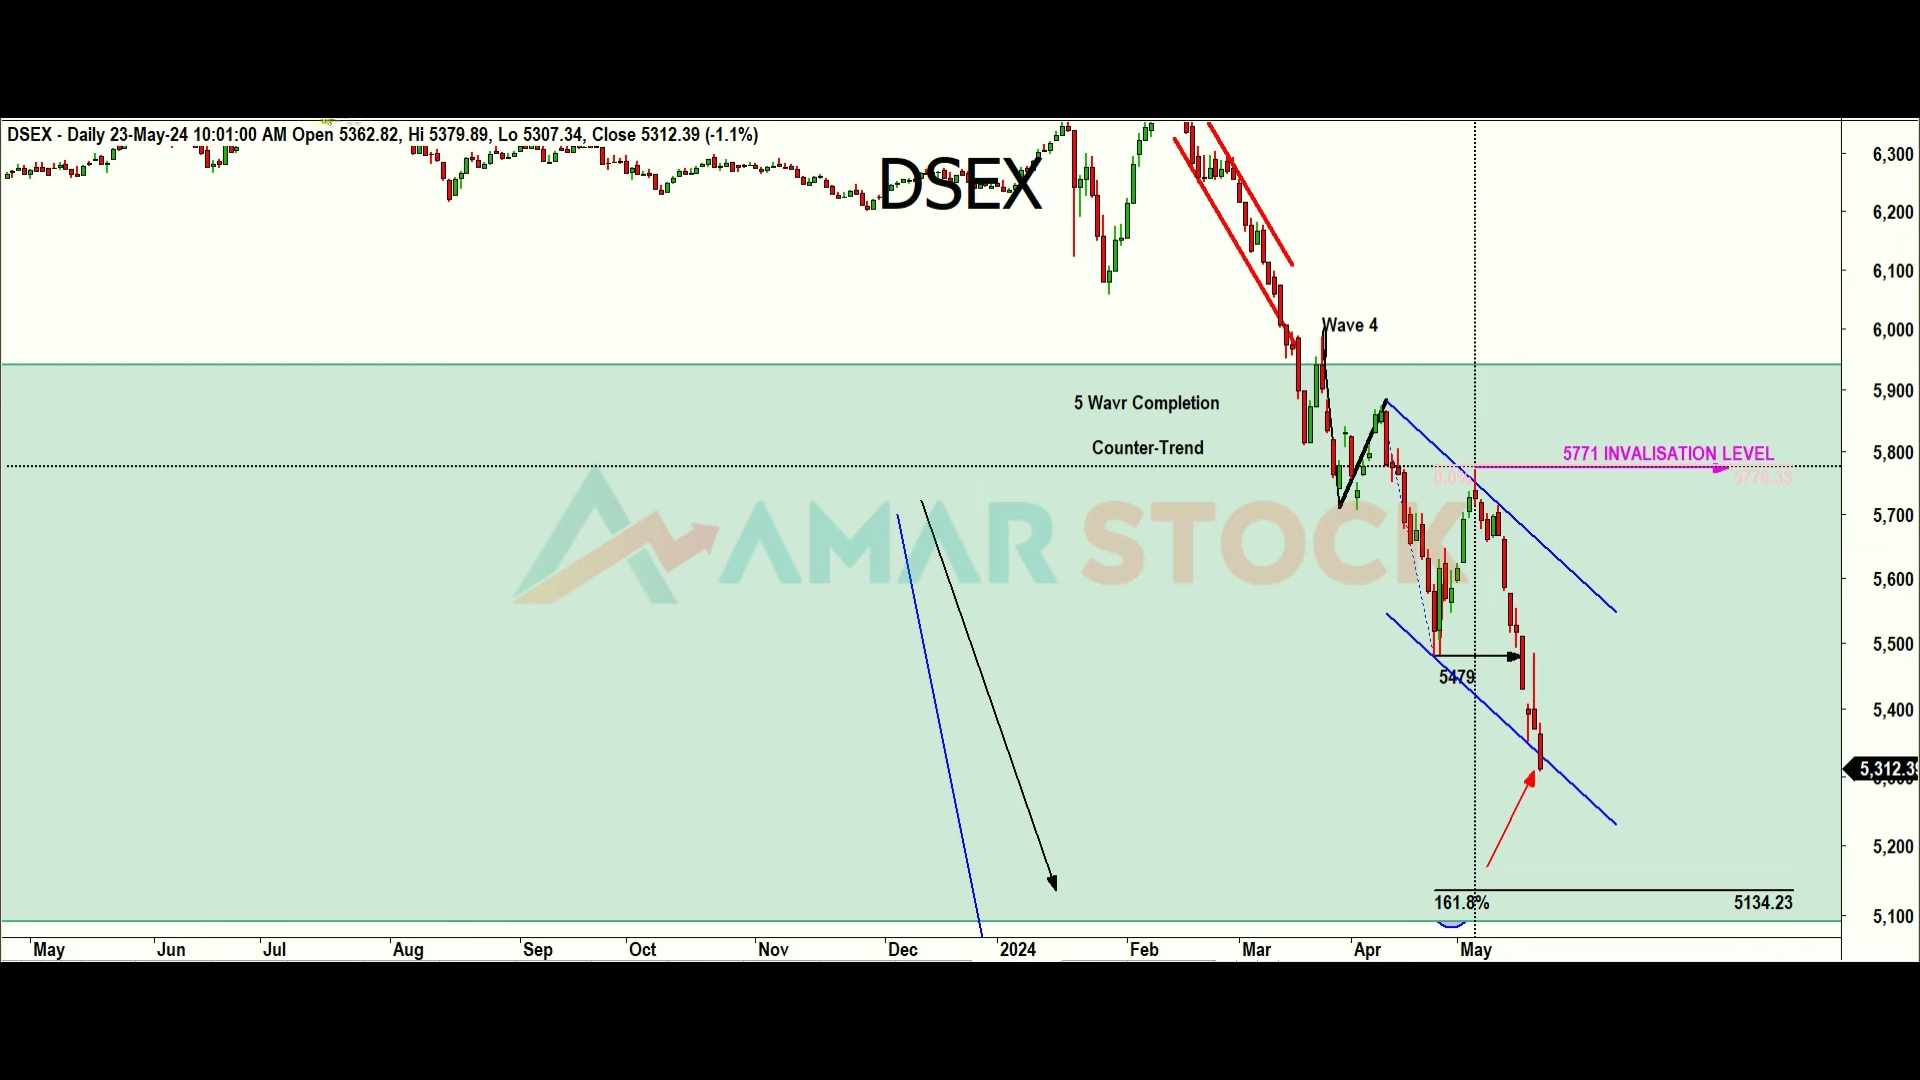 DSEX - Daily 23-May-24 10:01:00 AM Open 5362.82, Hi 5379.89, Lo 5307.34, Close 5312.39 (-1.1%)
DSEX
6,300
6,200
6,100
6,000
Wave 4
5,900
5 Wavr Completion
Counter-Trend
5771 INVALISATION LEVEL
5,800
0.0%
5776.33
5,700
AMAR STOCK
5,600
5,500
5479
5,400
5,312.39
5,200
161.8%
5134.23
5,100
May Jun Jul Aug Sep Oct Nov Dec 2024 Feb Mar Apr May